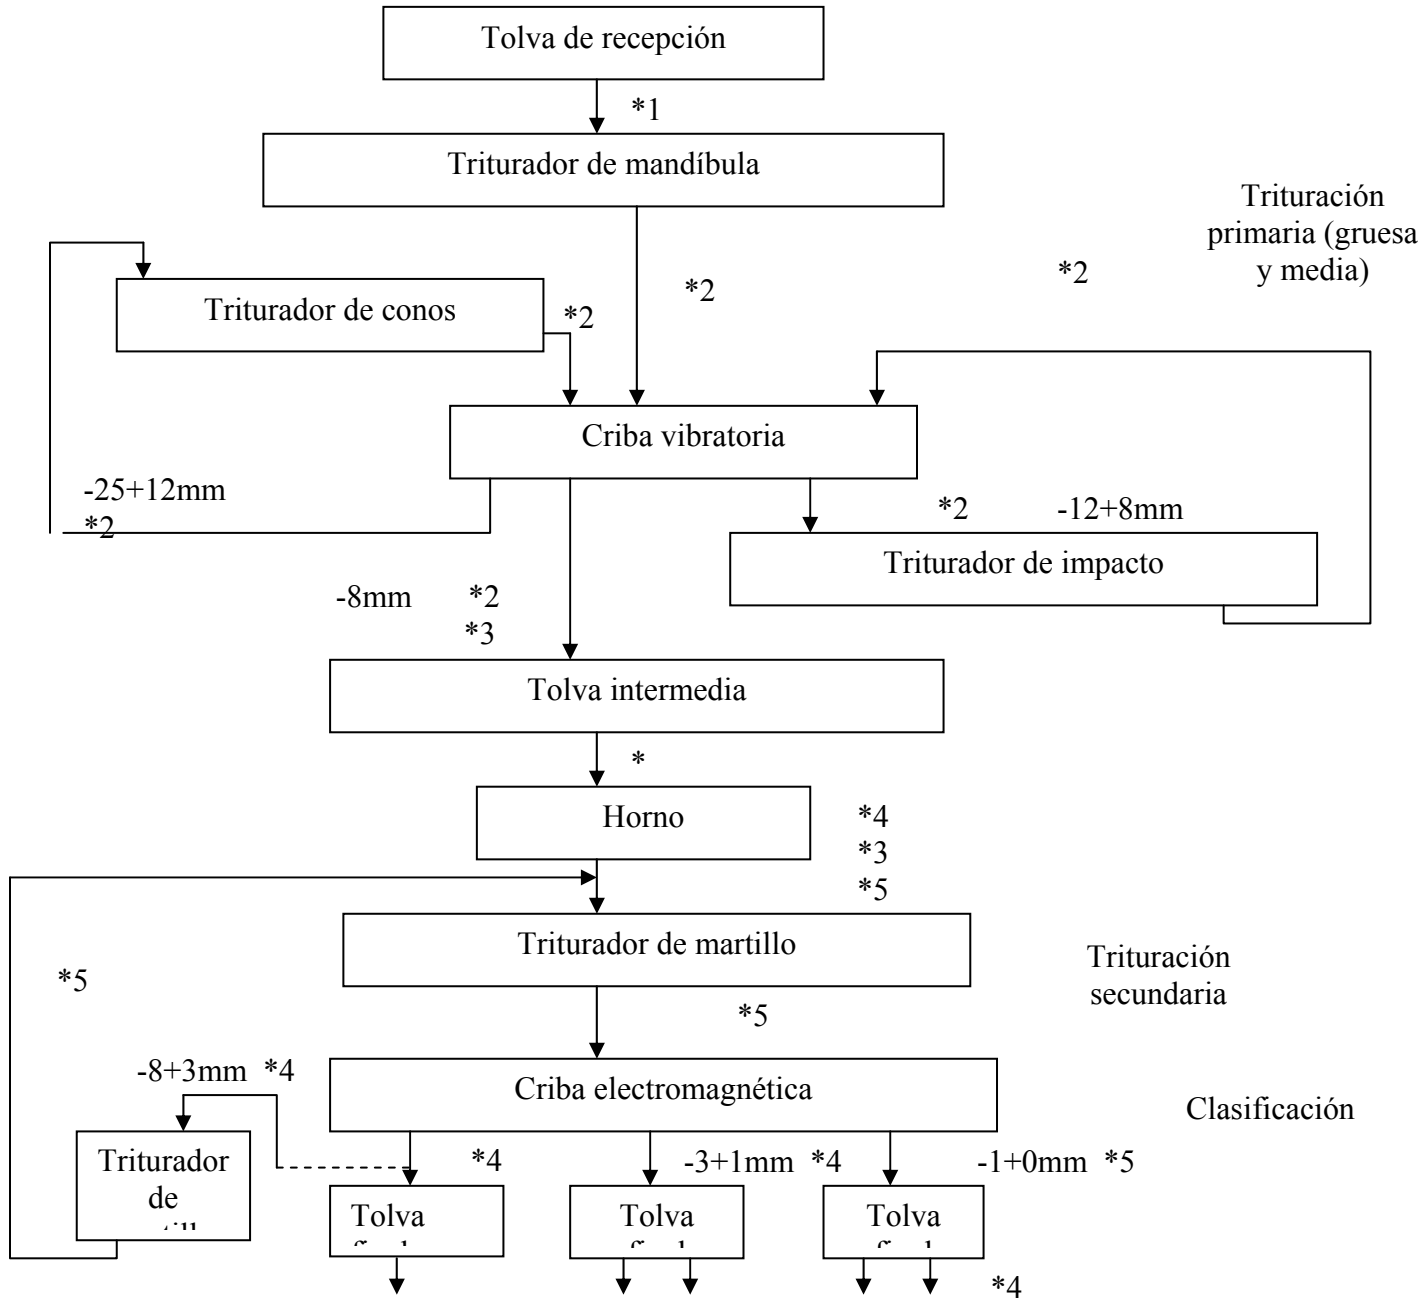 Tolva de recepción
*1
Triturador de mandíbula
Trituración
primaria (gruesa
y media)
*2
*2
Triturador de conos
*2
Criba vibratoria
-25+12mm
*2
*2
-12+8mm
Triturador de impacto
-8mm
*2
*3
Tolva intermedia
*
Horno
*4
*3
*5
Triturador de martillo
Trituración
secundaria
*5
*5
-8+3mm *4
Criba electromagnética
Clasificación
*4
-3+1mm *4
-1+0mm *5
Triturador
de
Tolva
Tolva
Tolva
*4